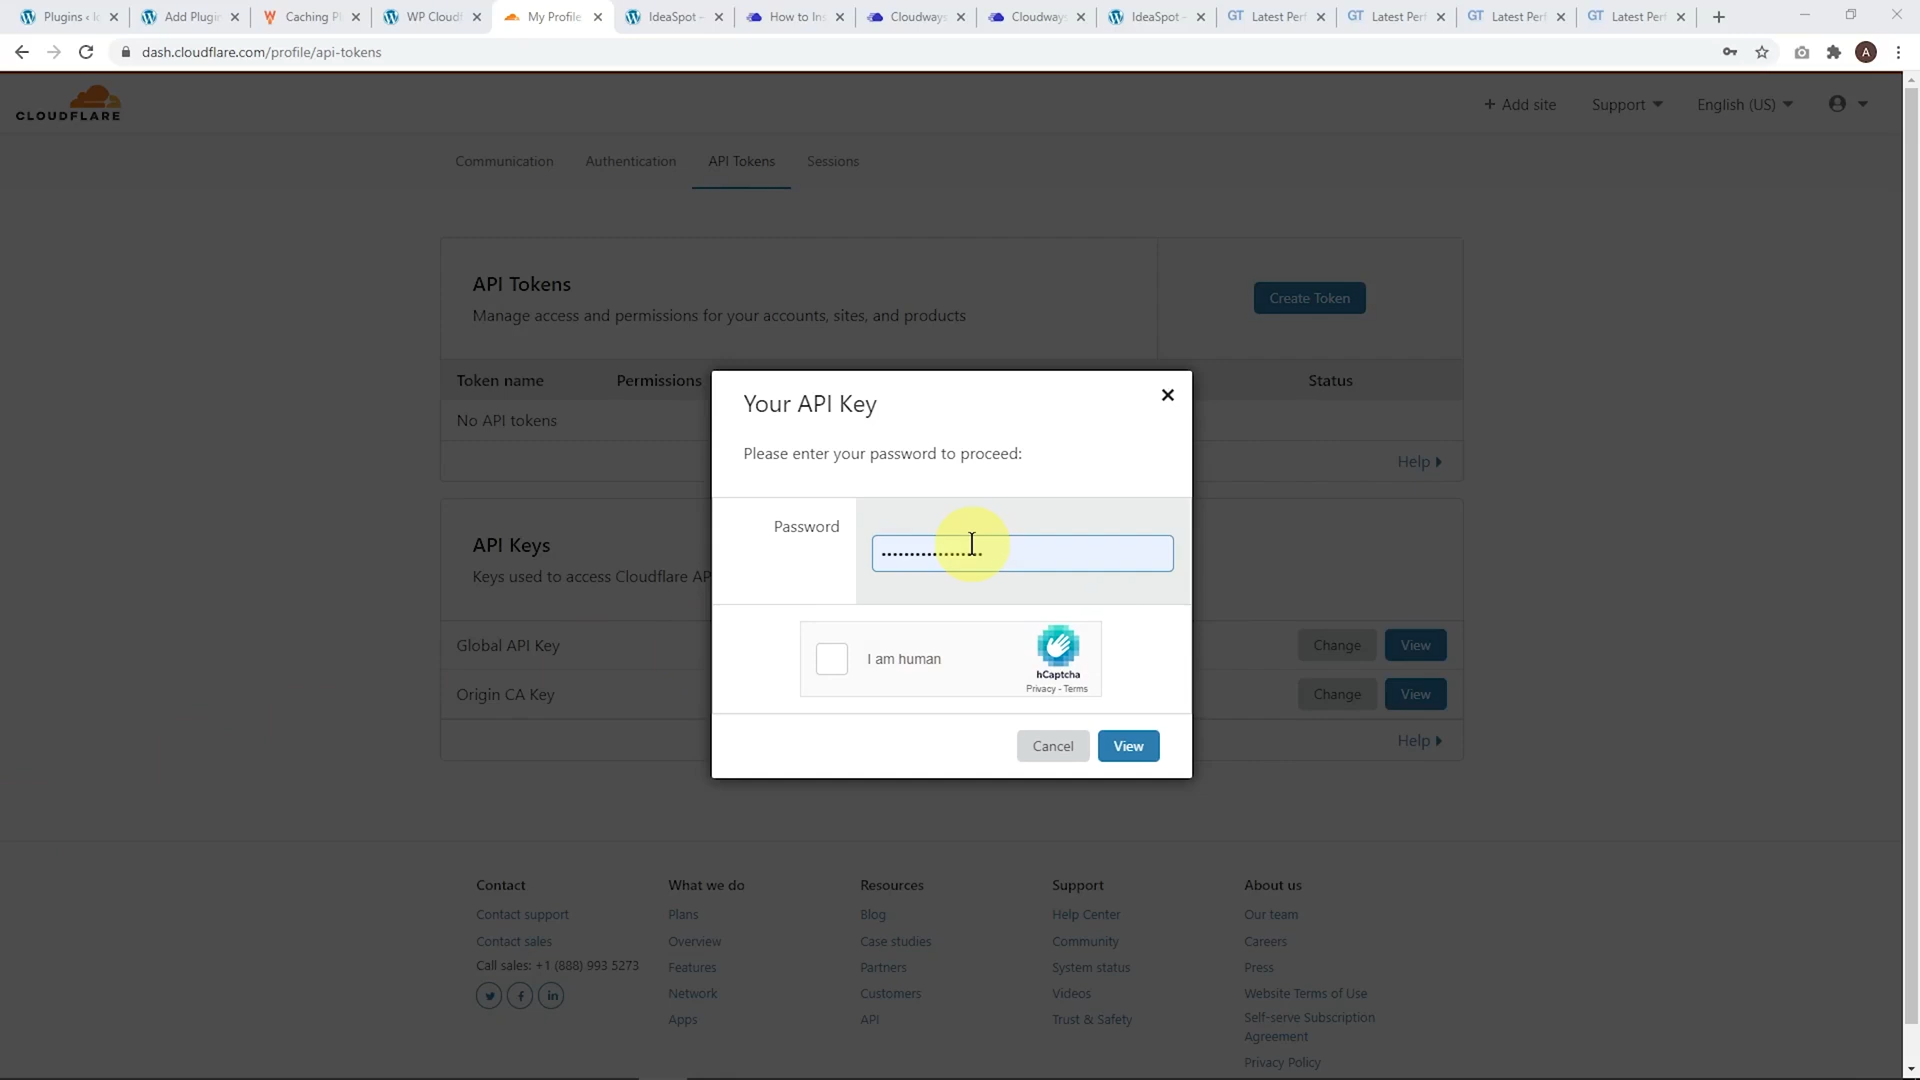 Plugins ‹ Ic
Add Plugin
Caching Pl
WP Cloudf
My Profile
IdeaSpot -
How to Ins
Cloudways
Cloudways
IdeaSpot -
GT Latest Perf
GT Latest Perf
GT Latest Perf
GT Latest Perf
dash.cloudflare.com/profile/api-tokens
A
CLOUDFLARE
+ Add site
Support
English (US)
Communication
Authentication
API Tokens
Sessions
API Tokens
Manage access and permissions for your accounts, sites, and products
Create Token
Token name
Permissions
Status
No API tokens
Help
API Keys
Keys used to access Cloudflare AP
Global API Key
Change
View
Origin CA Key
Change
View
Help
Your API Key
Please enter your password to proceed:
Password
I am human
hCaptcha
Privacy - Terms
Cancel
View
Contact
Contact support
Contact sales
Call sales: +1 (888) 993 5273
What we do
Plans
Overview
Features
Network
Apps
Resources
Blog
Case studies
Partners
Customers
API
Support
Help Center
Community
System status
Videos
Trust & Safety
About us
Our team
Careers
Press
Website Terms of Use
Self-serve Subscription
Agreement
Privacy Policy